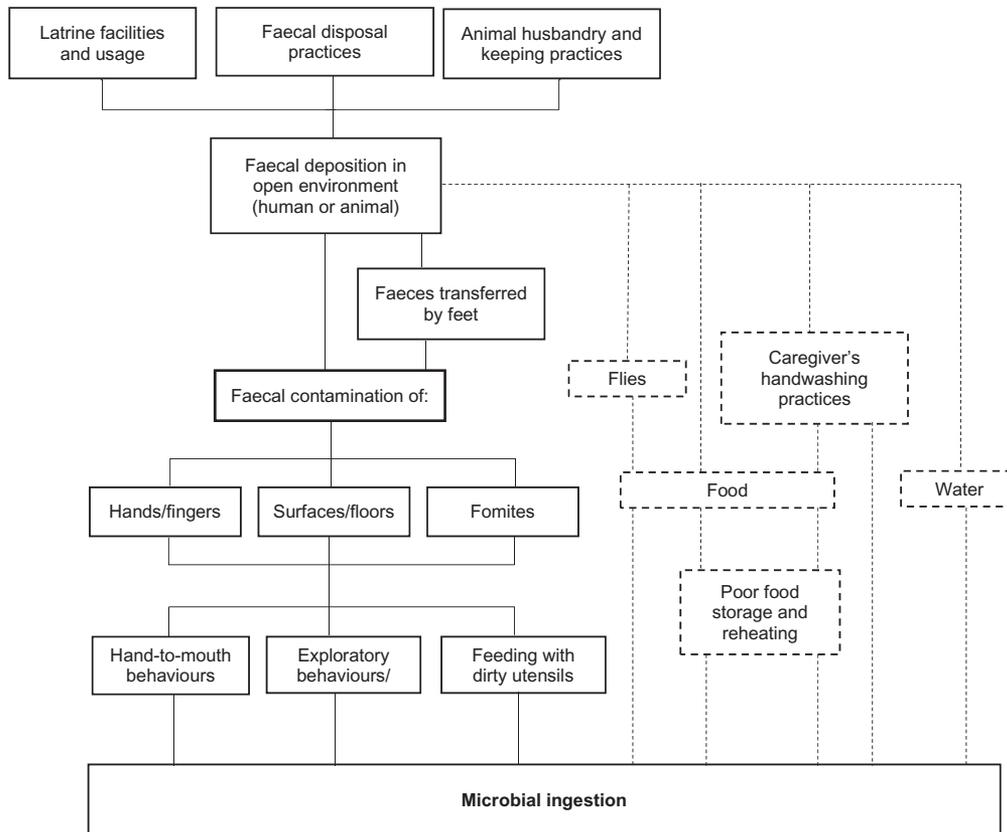 Latrine facilities
and usage
Faecal disposal
practices
Animal husbandry and
keeping practices
Faecal deposition in
open environment
(human or animal)
Faeces transferred
by feet
Faecal contamination of:
Flies
Caregiver’s
handwashing
practices
Hands/fingers
Surfaces/floors
Fomites
Food
Water
Poor food
storage and
reheating
Hand-to-mouth
behaviours
Exploratory
behaviours/
Feeding with
dirty utensils
Microbial ingestion